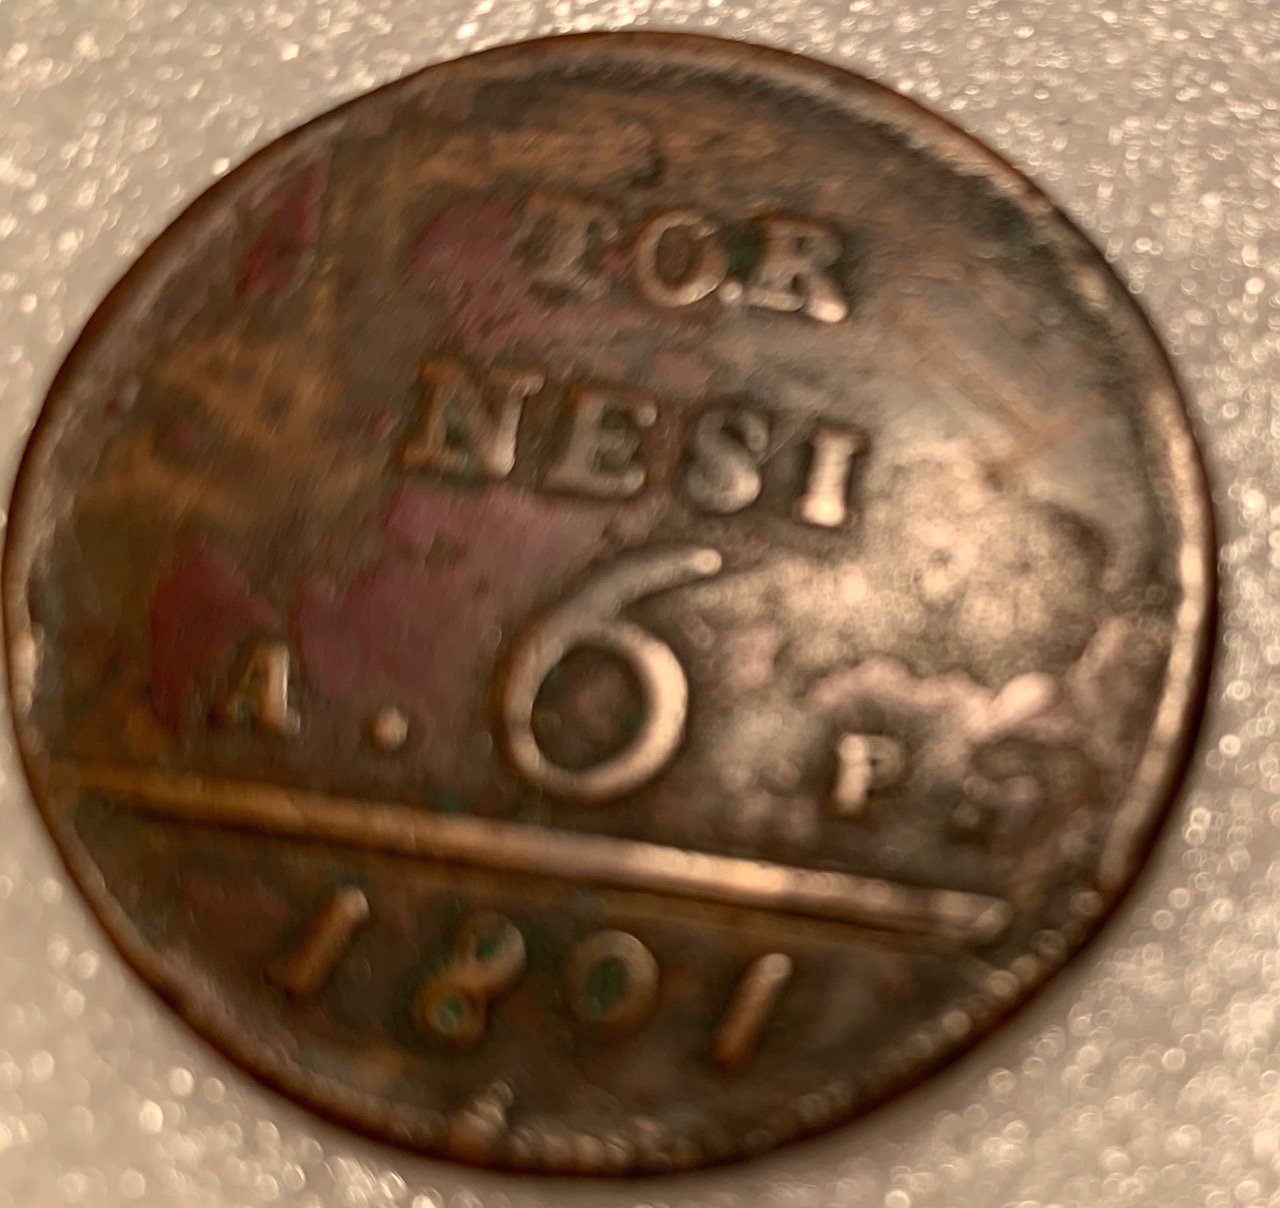 TOR
NESI
A . 6 P .
1801